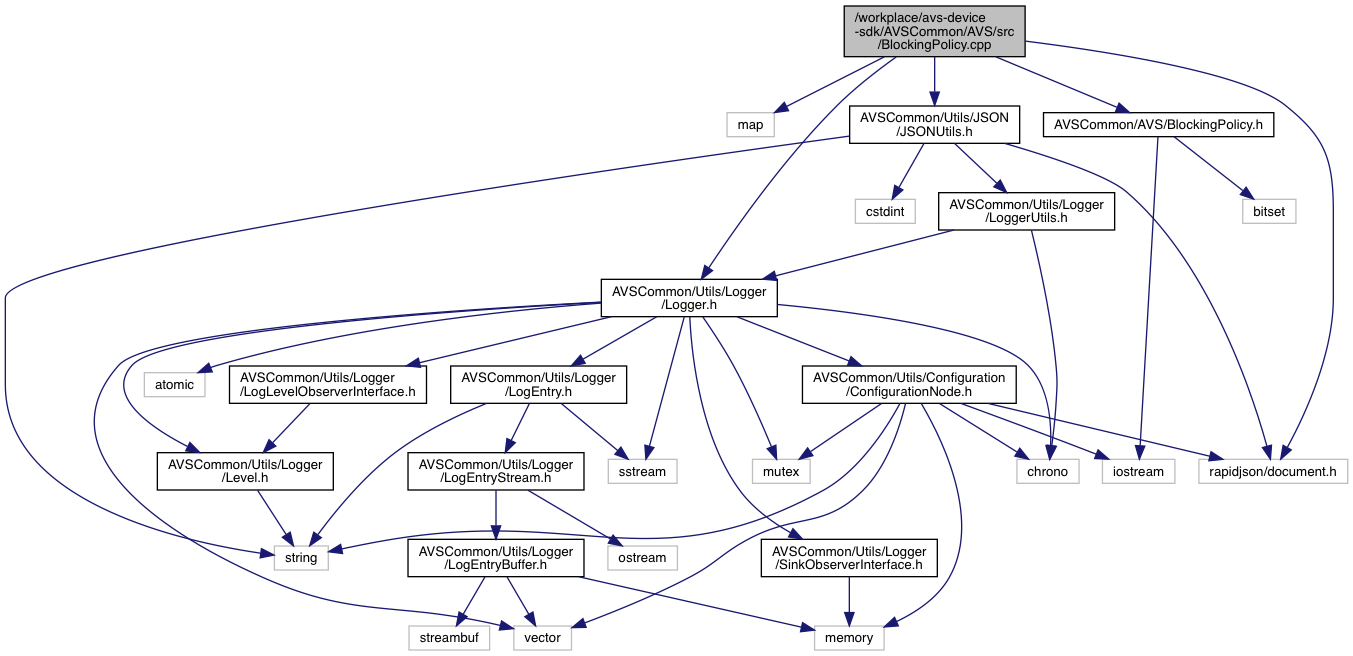 /workplace/avs-device
-sdk/AVSCommon/AVS/src
/BlockingPolicy.cpp
map
AVSCommon/Utils/JSON
/JSONUtils.h
AVSCommon/AVS/BlockingPolicy.h
cstdint
AVSCommon/Utils/Logger
/LoggerUtils.h
bitset
AVSCommon/Utils/Logger
/Logger.h
atomic
AVSCommon/Utils/Logger
/LogLevelObserverInterface.h
AVSCommon/Utils/Logger
/LogEntry.h
AVSCommon/Utils/Configuration
/ConfigurationNode.h
AVSCommon/Utils/Logger
/Level.h
AVSCommon/Utils/Logger
/LogEntryStream.h
sstream
mutex
chrono
iostream
rapidjson/document.h
string
AVSCommon/Utils/Logger
/LogEntryBuffer.h
ostream
AVSCommon/Utils/Logger
/SinkObserverInterface.h
streambuf
vector
memory